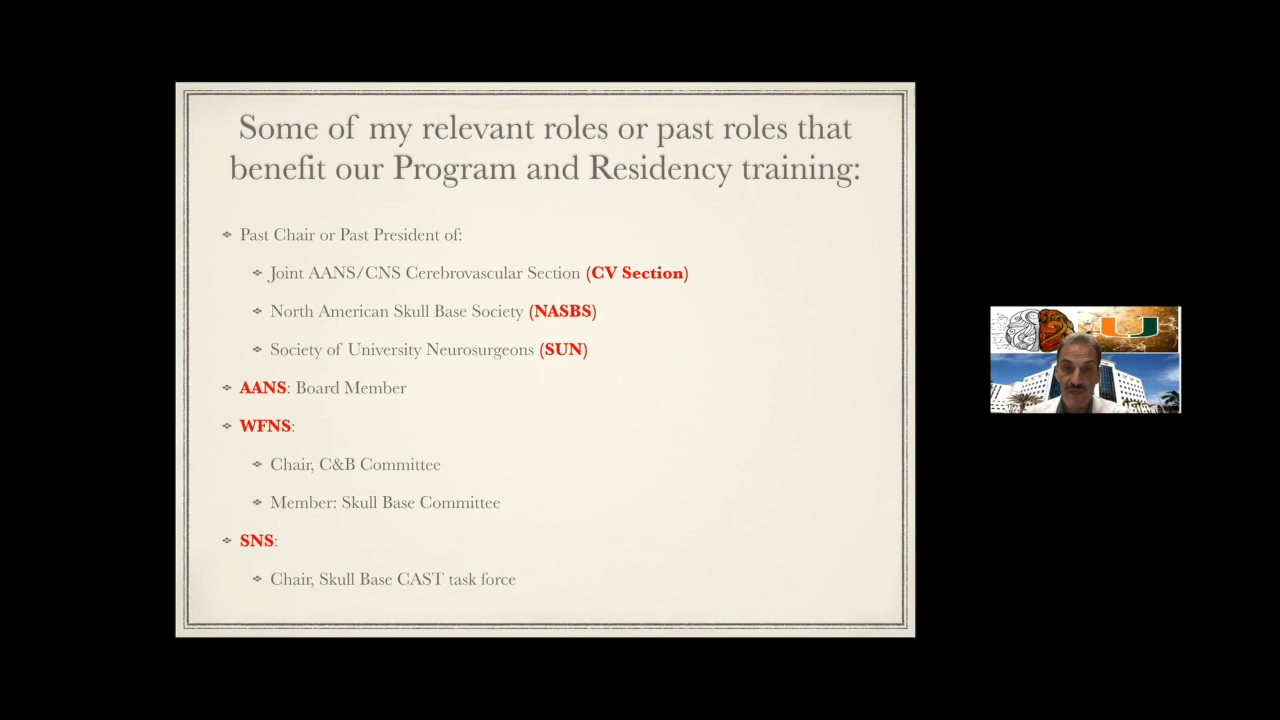 Some of my relevant roles or past roles that
benefit our Program and Residency training:
Past Chair or Past President of:
Joint AANS/CNS Cerebrovascular Section (CV Section)
North American Skull Base Society (NASBS)
Society of University Neurosurgeons (SUN)
AANS: Board Member
WFNS:
Chair, C&B Committee
Member: Skull Base Committee
SNS:
Chair, Skull Base CAST task force